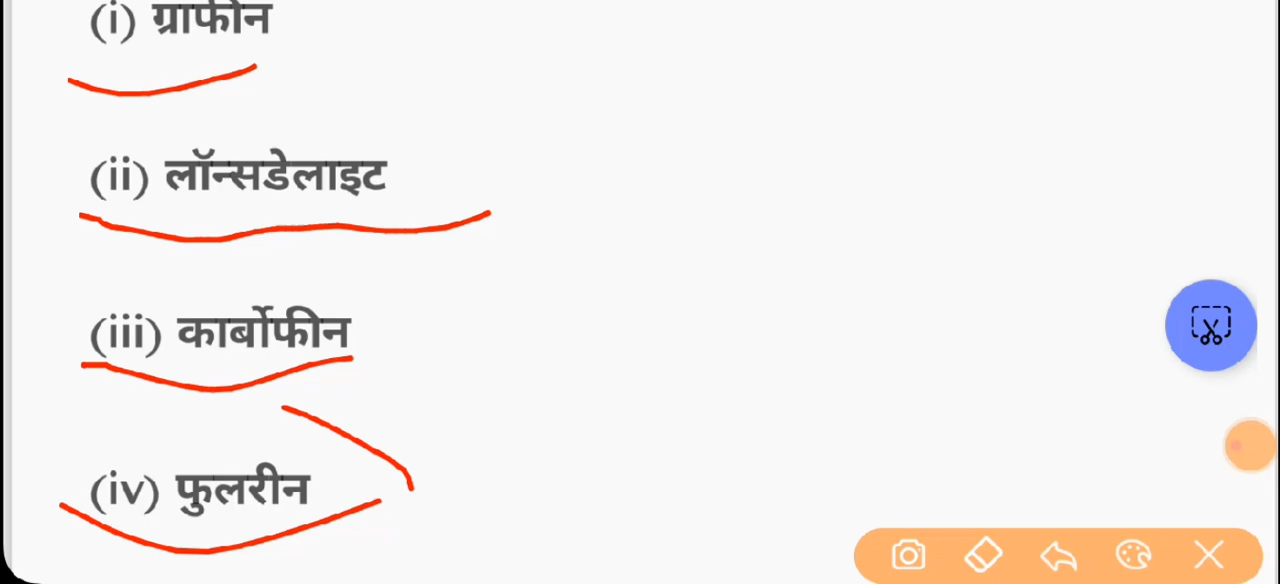 (i) ग्राफीन
(ii) लॉन्सडेलाइट
(iii) कार्बोफीन
(iv) फुलरीन